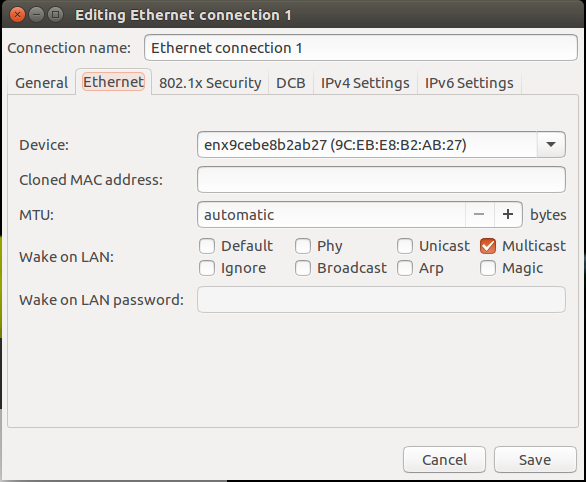 Editing Ethernet connection 1
Connection name: Ethernet connection 1
General Ethernet 802.1x Security DCB IPv4 Settings IPv6 Settings
Device: enx9cebe8b2ab27 (9C:EB:E8:B2:AB:27)
Cloned MAC address:
MTU: automatic − + bytes
Default Phy Unicast Multicast
Wake on LAN:
Ignore Broadcast Arp Magic
Wake on LAN password:
Cancel Save